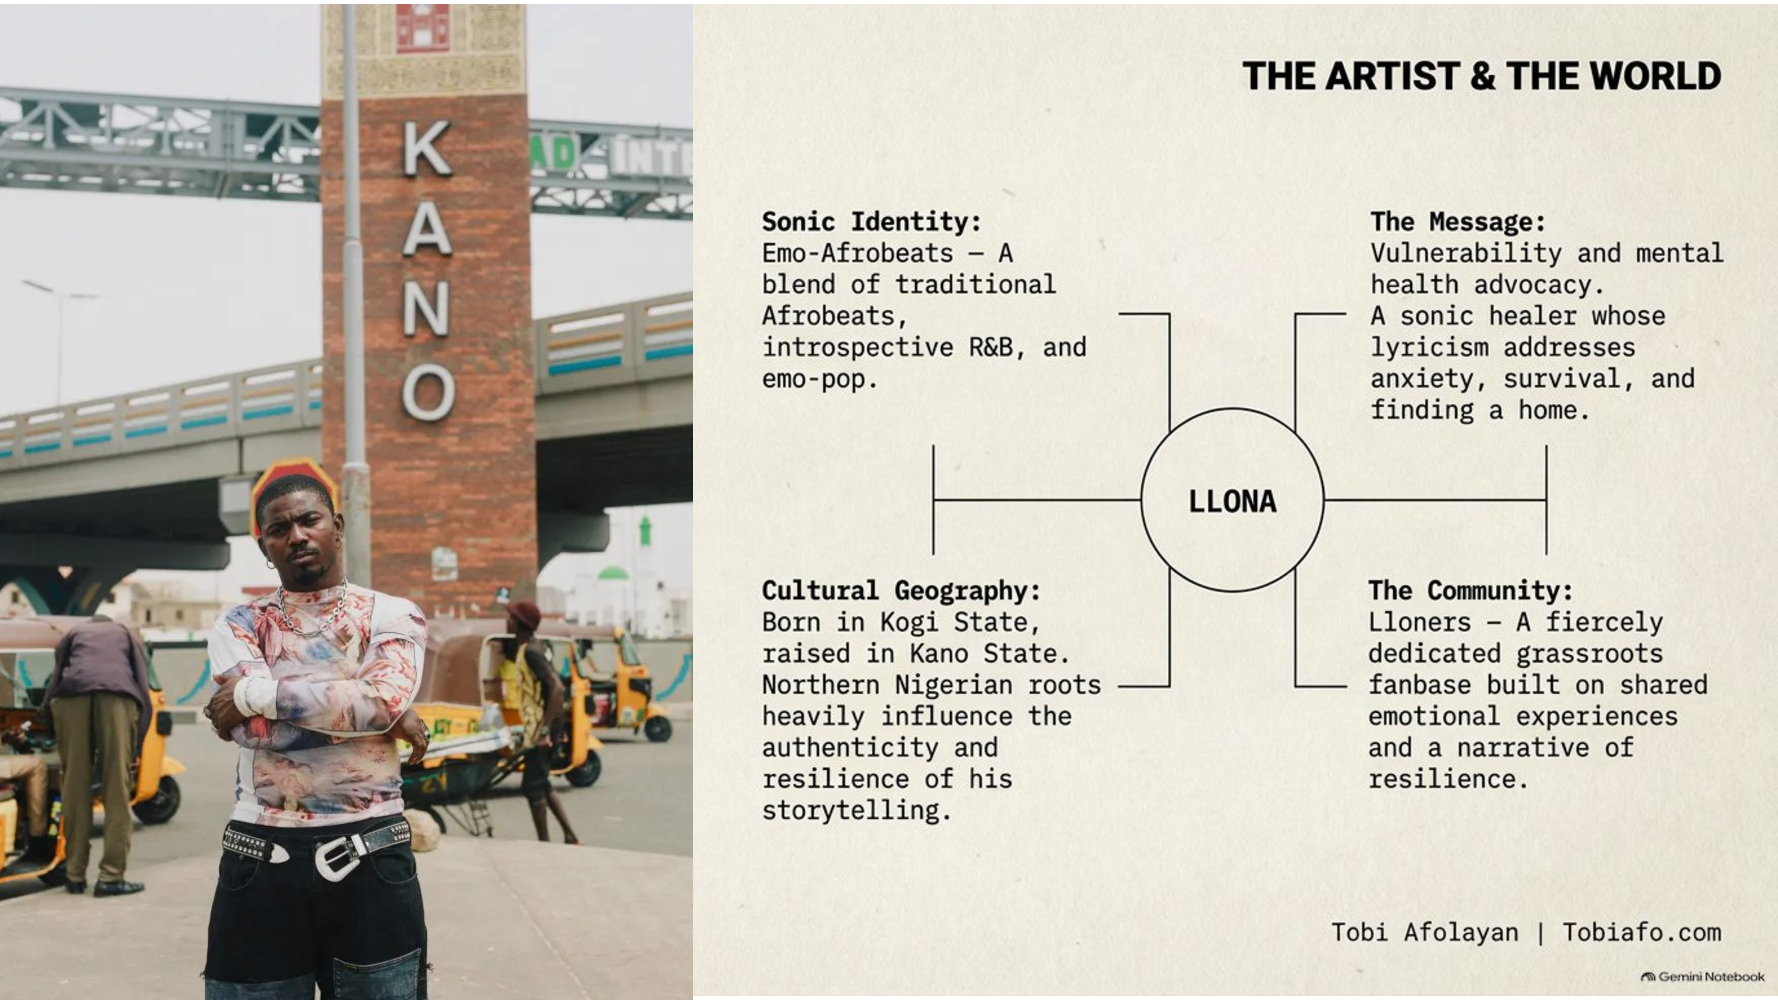 KANO
AD INTE
THE ARTIST & THE WORLD
Sonic Identity:
Emo-Afrobeats – A
blend of traditional
Afrobeats,
introspective R&B, and
emo-pop.
The Message:
Vulnerability and mental
health advocacy.
A sonic healer whose
lyricism addresses
anxiety, survival, and
finding a home.
LLONA
Cultural Geography:
Born in Kogi State,
raised in Kano State.
Northern Nigerian roots
heavily influence the
authenticity and
resilience of his
storytelling.
The Community:
Lloners – A fiercely
dedicated grassroots
fanbase built on shared
emotional experiences
and a narrative of
resilience.
Tobi Afolayan | Tobiafo.com
Gemini Notebook